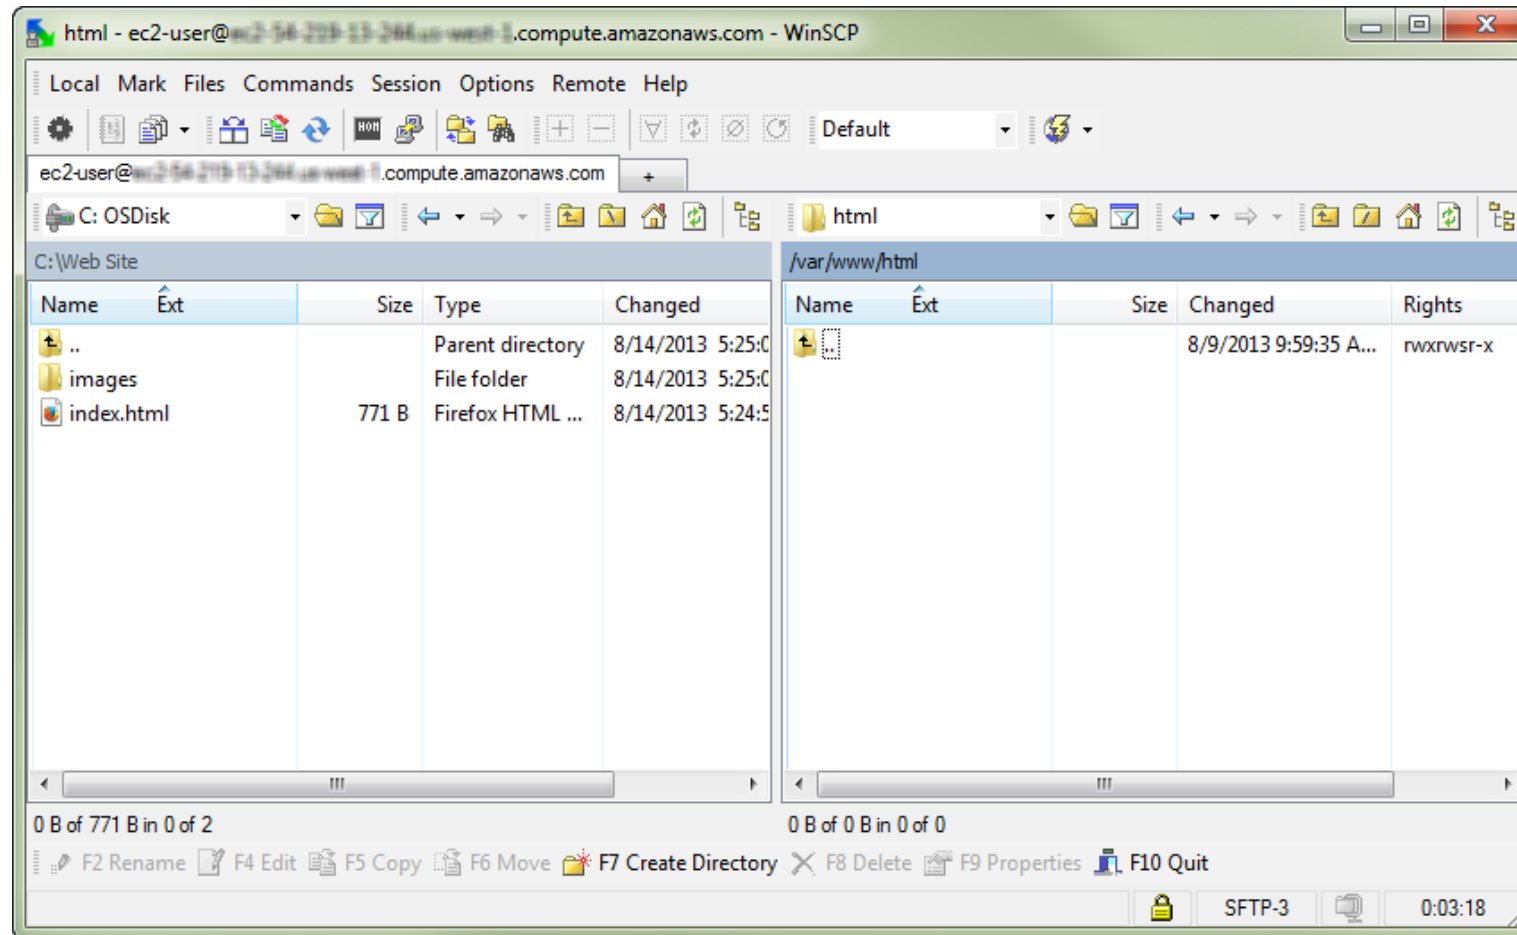 html - ec2-user@ .compute.amazonaws.com - WinSCP
Local Mark Files Commands Session Options Remote Help
Default
ec2-user@ .compute.amazonaws.com +
C: OSDisk html
C:\Web Site /var/www/html
Name Ext Size Type Changed Name Ext Size Changed Rights
.. Parent directory 8/14/2013 5:25:0 .. 8/9/2013 9:59:35 A... rwxrwsr-x
images File folder 8/14/2013 5:25:0
index.html 771 B Firefox HTML ... 8/14/2013 5:24:5
0 B of 771 B in 0 of 2 0 B of 0 B in 0 of 0
F2 Rename F4 Edit F5 Copy F6 Move F7 Create Directory F8 Delete F9 Properties F10 Quit
SFTP-3 0:03:18